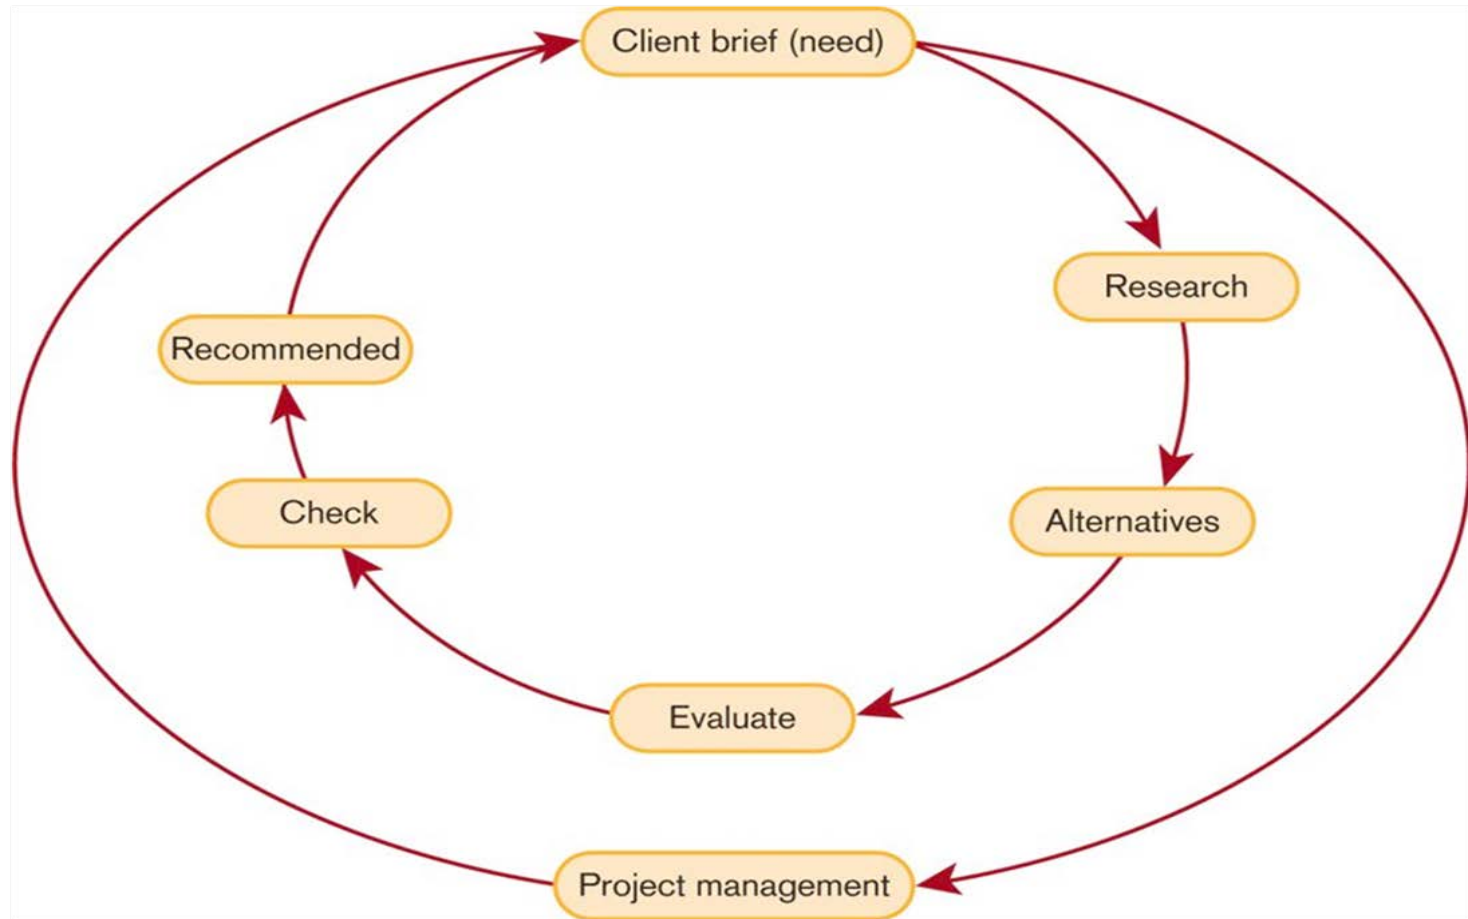 Client brief (need)
Research
Recommended
Check
Alternatives
Evaluate
Project management